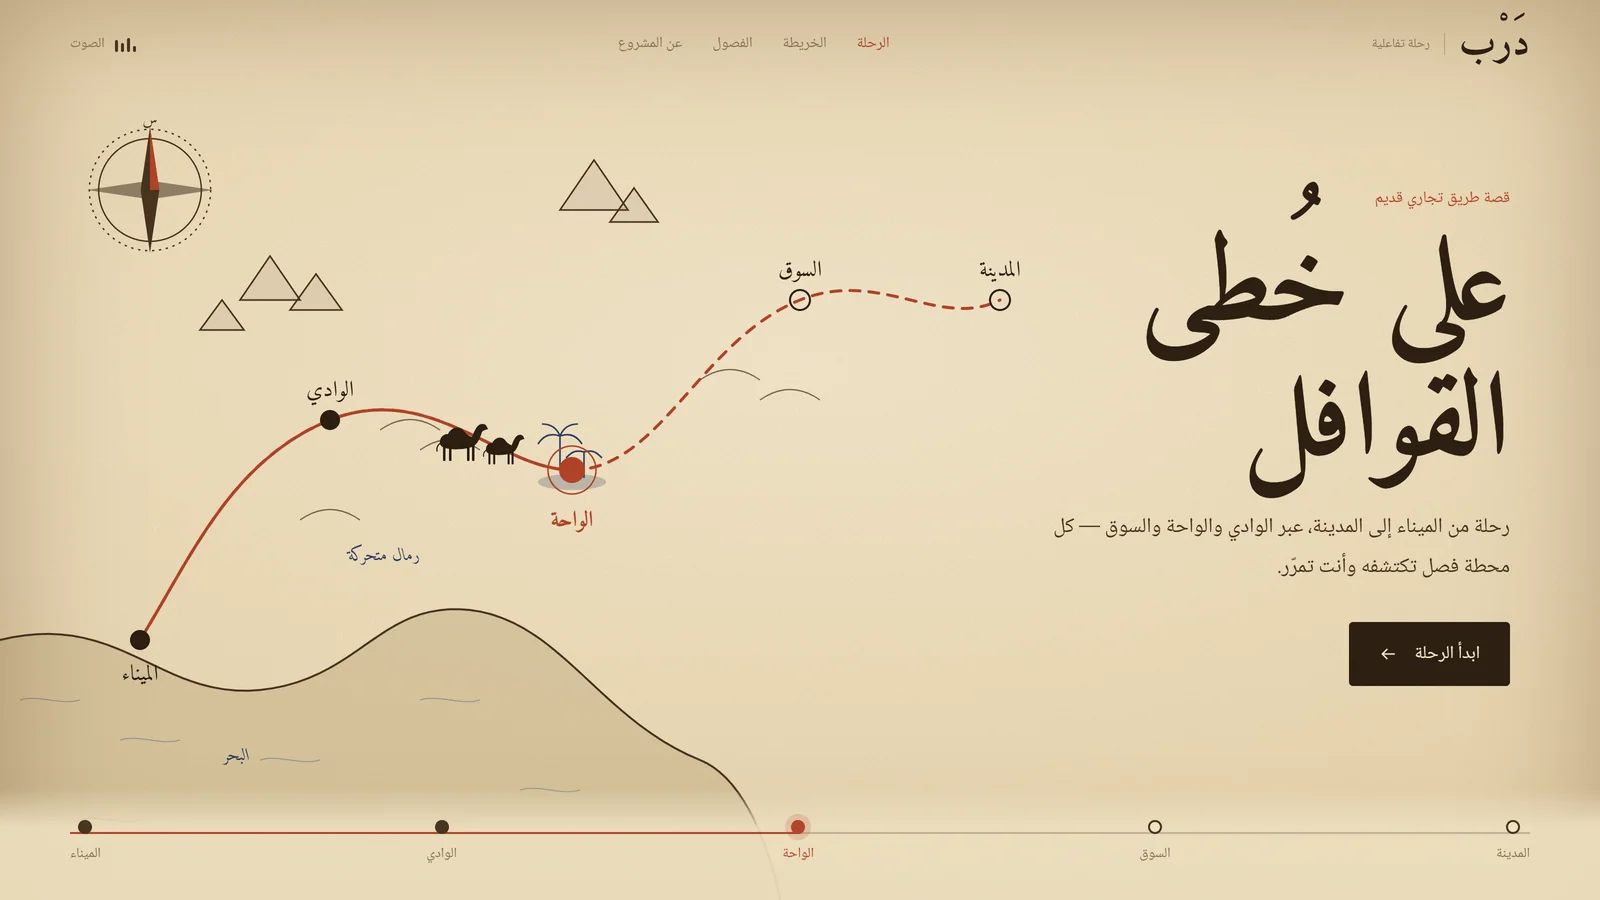 دَرْب
رحلة تفاعلية
الرحلة
الخريطة
الفصول
عن المشروع
الصوت
س
قصة طريق تجاري قديم
على خُطى
القوافل
رحلة من الميناء إلى المدينة، عبر الوادي والواحة والسوق — كل
محطة فصل تكتشفه وأنت تمرّر.
ابدأ الرحلة ←
المدينة
السوق
الوادي
الواحة
رمال متحركة
الميناء
البحر
الميناء
الوادي
الواحة
السوق
المدينة